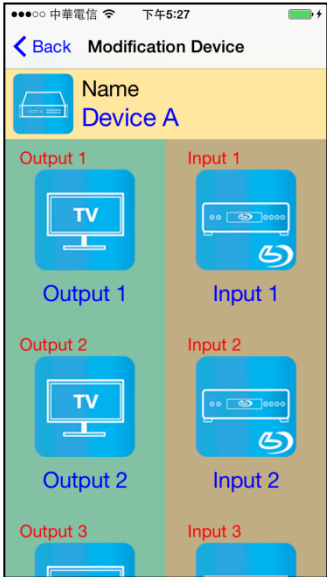 中華電信 下午5:27
Back Modification Device
Name
Device A
Output 1 Input 1
TV
Output 1 Input 1
Output 2 Input 2
TV
Output 2 Input 2
Output 3 Input 3